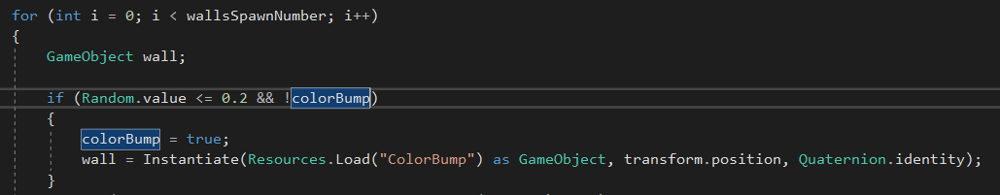 for (int i = 0; i < wallsSpawnNumber; i++)
{
GameObject wall;
if (Random.value <= 0.2 && !colorBump)
{
colorBump = true;
wall = Instantiate(Resources.Load("ColorBump") as GameObject, transform.position, Quaternion.identity);
}